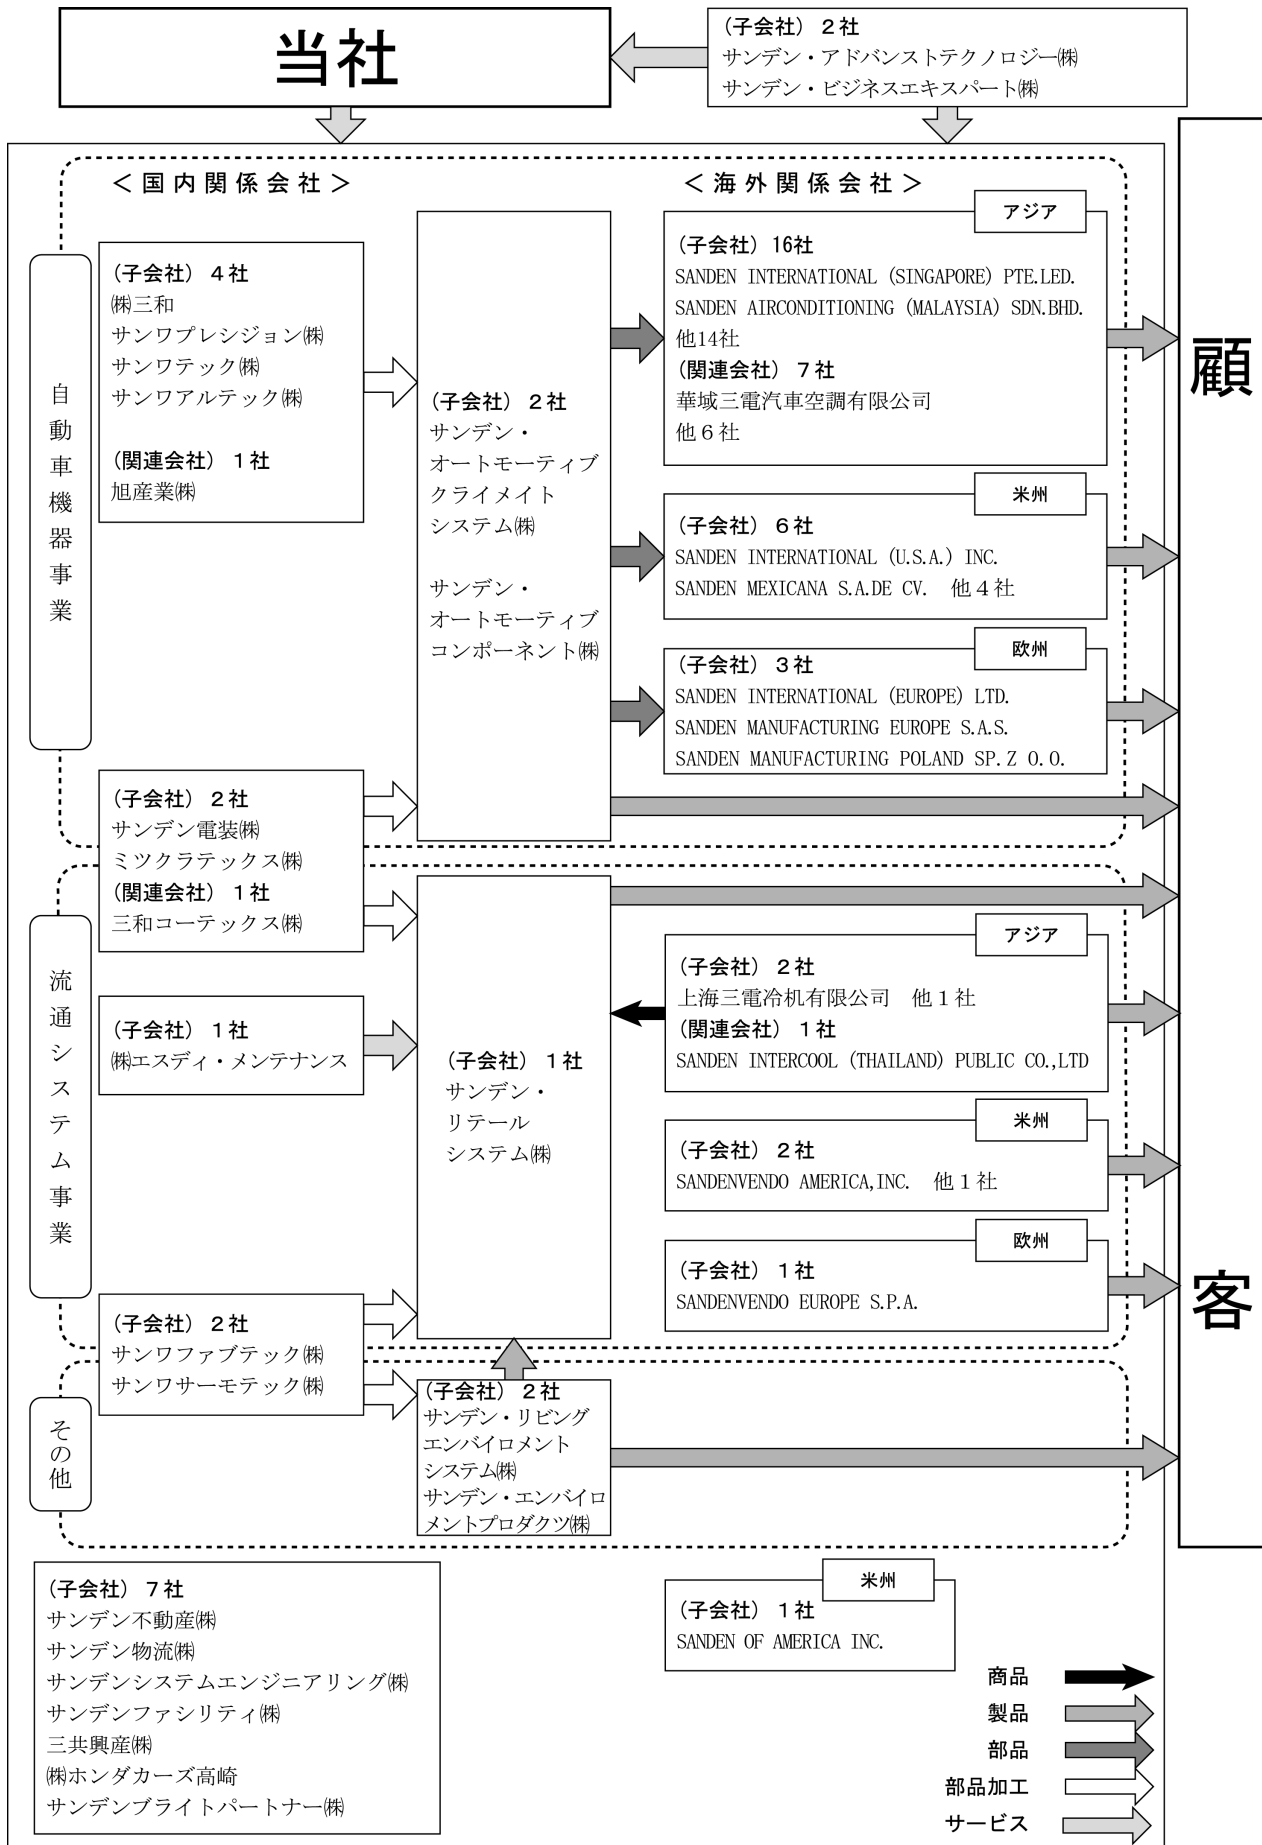 当社
(子会社) 2社
サンデン・アドバンストテクノロジー㈱
サンデン・ビジネスエキスパート㈱
顧客
＜国内関係会社＞
＜海外関係会社＞
自動車機器事業
(子会社) 4社
㈱三和
サンワプレシジョン㈱
サンワテック㈱
サンワアルテック㈱
(関連会社) 1社
旭産業㈱
(子会社) 2社
サンデン・
オートモーティブ
クライメイト
システム㈱
サンデン・
オートモーティブ
コンポーネント㈱
アジア
(子会社) 16社
SANDEN INTERNATIONAL (SINGAPORE) PTE.LED.
SANDEN AIRCONDITIONING (MALAYSIA) SDN.BHD.
他14社
(関連会社) 7社
華域三電汽車空調有限公司
他6社
米州
(子会社) 6社
SANDEN INTERNATIONAL (U.S.A.) INC.
SANDEN MEXICANA S.A.DE CV. 他4社
欧州
(子会社) 3社
SANDEN INTERNATIONAL (EUROPE) LTD.
SANDEN MANUFACTURING EUROPE S.A.S.
SANDEN MANUFACTURING POLAND SP.Z O.O.
(子会社) 2社
サンデン電装㈱
ミツクラテックス㈱
(関連会社) 1社
三和コーテックス㈱
流通システム事業
(子会社) 1社
㈱エスディ・メンテナンス
(子会社) 1社
サンデン・
リテール
システム㈱
アジア
(子会社) 2社
上海三電冷机有限公司 他1社
(関連会社) 1社
SANDEN INTERCOOL (THAILAND) PUBLIC CO.,LTD
米州
(子会社) 2社
SANDENVENDO AMERICA,INC. 他1社
欧州
(子会社) 1社
SANDENVENDO EUROPE S.P.A.
(子会社) 2社
サンワファブテック㈱
サンワサーモテック㈱
その他
(子会社) 2社
サンデン・リビング
エンバイロメント
システム㈱
サンデン・エンバイロ
メントプロダクツ㈱
(子会社) 7社
サンデン不動産㈱
サンデン物流㈱
サンデンシステムエンジニアリング㈱
サンデンファシリティ㈱
三共興産㈱
㈱ホンダカーズ高崎
サンデンブライトパートナー㈱
米州
(子会社) 1社
SANDEN OF AMERICA INC.
商品
製品
部品
部品加工
サービス